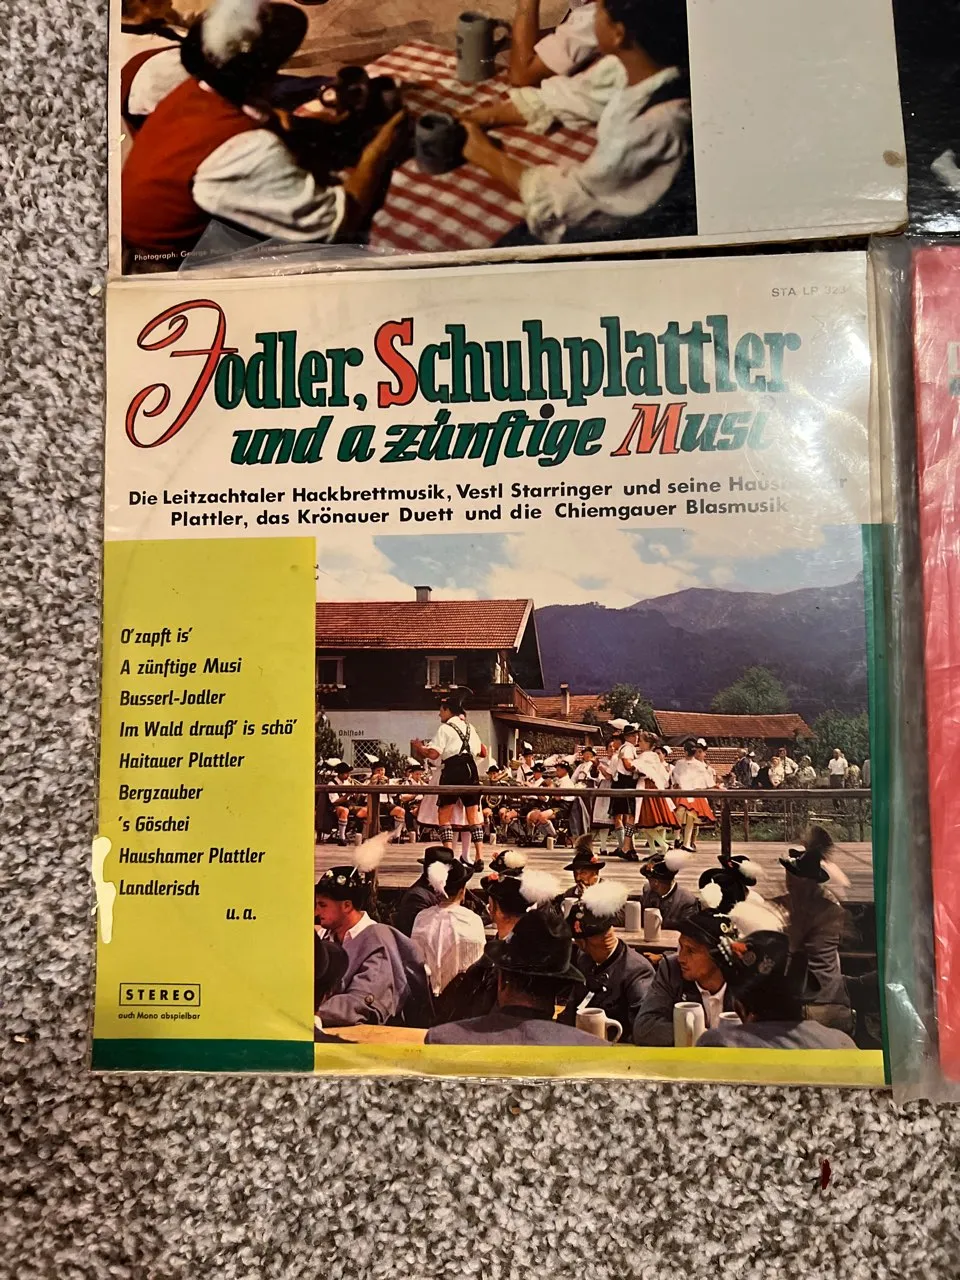 Photograph: George
STA LP
Jodler, Schuhplattler
und a zünftige Musi
Die Leitzachtaler Hackbrettmusik, Vestl Starringer und seine
Plattler, das Krönauer Duett und die Chiemgauer Blasmusik
O'zapft is'
A zünftige Musi
Busserl-Jodler
Im Wald drauß' is schö'
Haitauer Plattler
Bergzauber
's Göschei
Haushamer Plattler
Landlerisch
u. a.
Ohlstadt
STEREO
auch Mono abspielbar